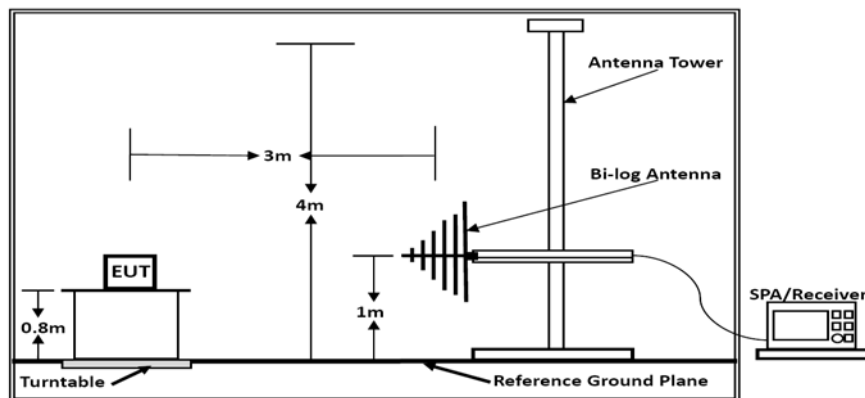 Antenna Tower
3m
Bi-log Antenna
4m
EUT
SPA/Receiver
0.8m
1m
Turntable
Reference Ground Plane